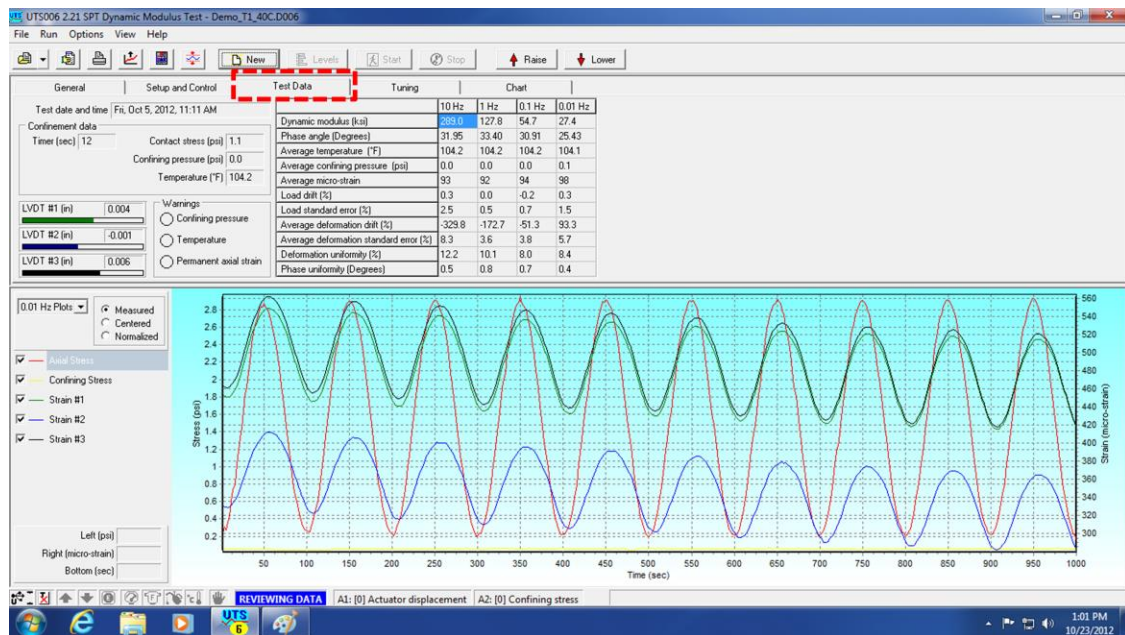 UTS006 2.21 SPT Dynamic Modulus Test - Demo_T1_40C.D006
File Run Options View Help
New Levels Start Stop Raise Lower
General Setup and Control Test Data Tuning Chart
Test date and time Fri, Oct 5, 2012, 11:11 AM
Confinement data
Timer (sec) 12 Contact stress (psi) 1.1
Confining pressure (psi) 0.0
Temperature (°F) 104.2
LVDT #1 (in) 0.004
LVDT #2 (in) -0.001
LVDT #3 (in) 0.006
Warnings
Confining pressure
Temperature
Permanent axial strain
10 Hz 1 Hz 0.1 Hz 0.01 Hz
Dynamic modulus (ksi) 289.0 127.8 54.7 27.4
Phase angle (Degrees) 31.95 33.40 30.91 25.43
Average temperature (°F) 104.2 104.2 104.2 104.1
Average confining pressure (psi) 0.0 0.0 0.0 0.1
Average micro-strain 93 92 94 98
Load drift (%) 0.3 0.0 -0.2 0.3
Load standard error (%) 2.5 0.5 0.7 1.5
Average deformation drift (%) -329.8 -172.7 -51.3 93.3
Average deformation standard error (%) 8.3 3.6 3.8 5.7
Deformation uniformity (%) 12.2 10.1 8.0 8.4
Phase uniformity (Degrees) 0.5 0.8 0.7 0.4
0.01 Hz Plots
Measured
Centered
Normalized
Axial Stress
Confining Stress
Strain #1
Strain #2
Strain #3
Left (psi)
Right (micro-strain)
Bottom (sec)
Stress (psi)
2.8
2.6
2.4
2.2
2
1.8
1.6
1.4
1.2
1
0.8
0.6
0.4
0.2
560
540
520
500
480
460
440
420
400
380
360
340
320
300
Strain (micro-strain)
50 100 150 200 250 300 350 400 450 500 550 600 650 700 750 800 850 900 950 1000
Time (sec)
REVIEWING DATA A1: [0] Actuator displacement A2: [0] Confining stress
UTS
6
1:01 PM
10/23/2012